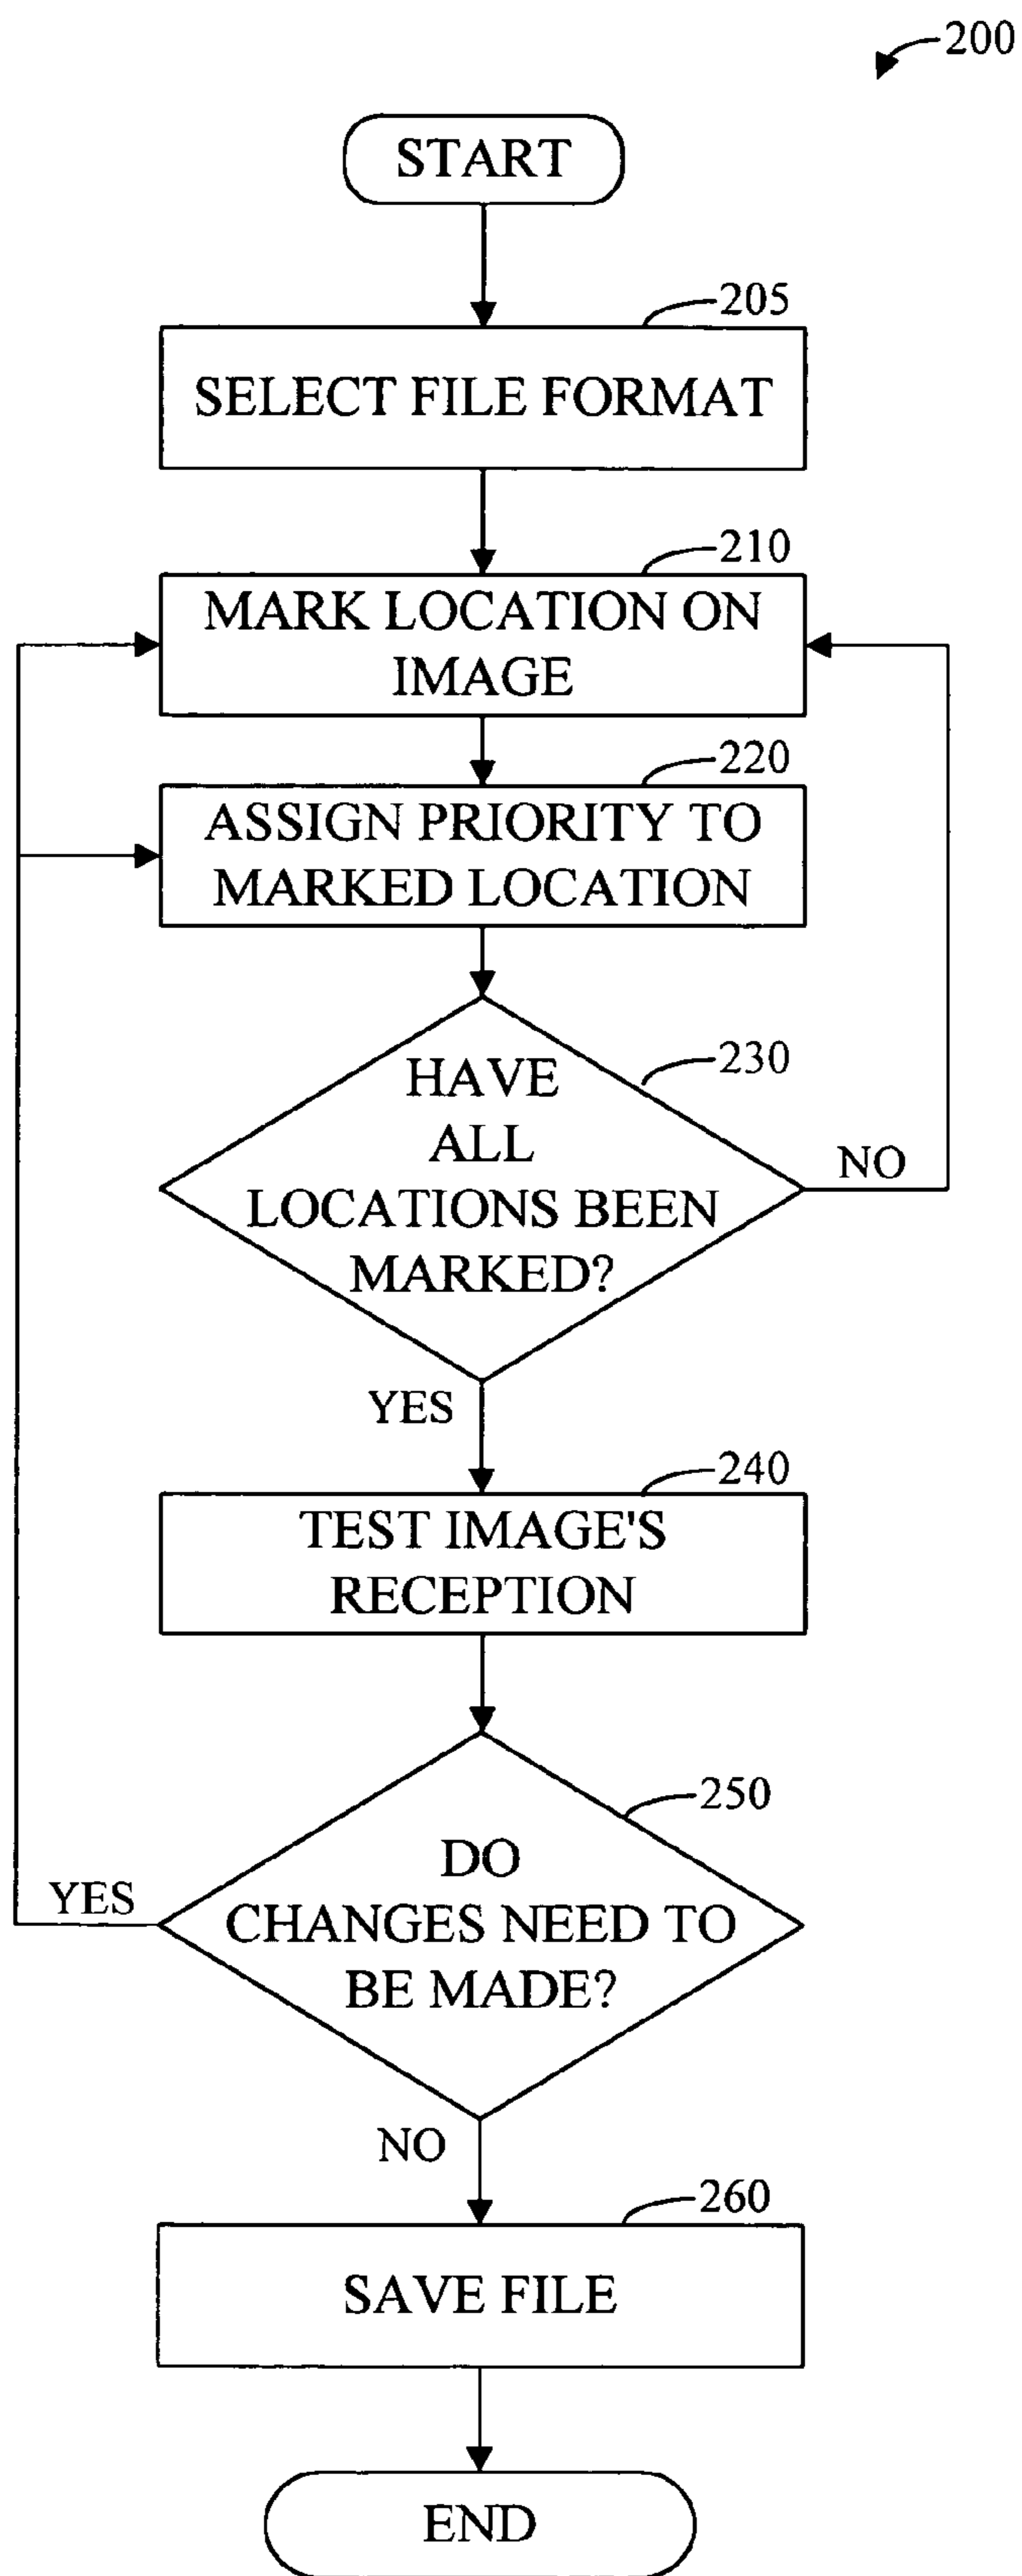 200
START
205
SELECT FILE FORMAT
210
MARK LOCATION ON
IMAGE
220
ASSIGN PRIORITY TO
MARKED LOCATION
230
HAVE
ALL
LOCATIONS BEEN
MARKED?
NO
YES
240
TEST IMAGE'S
RECEPTION
250
DO
CHANGES NEED TO
BE MADE?
YES
NO
260
SAVE FILE
END